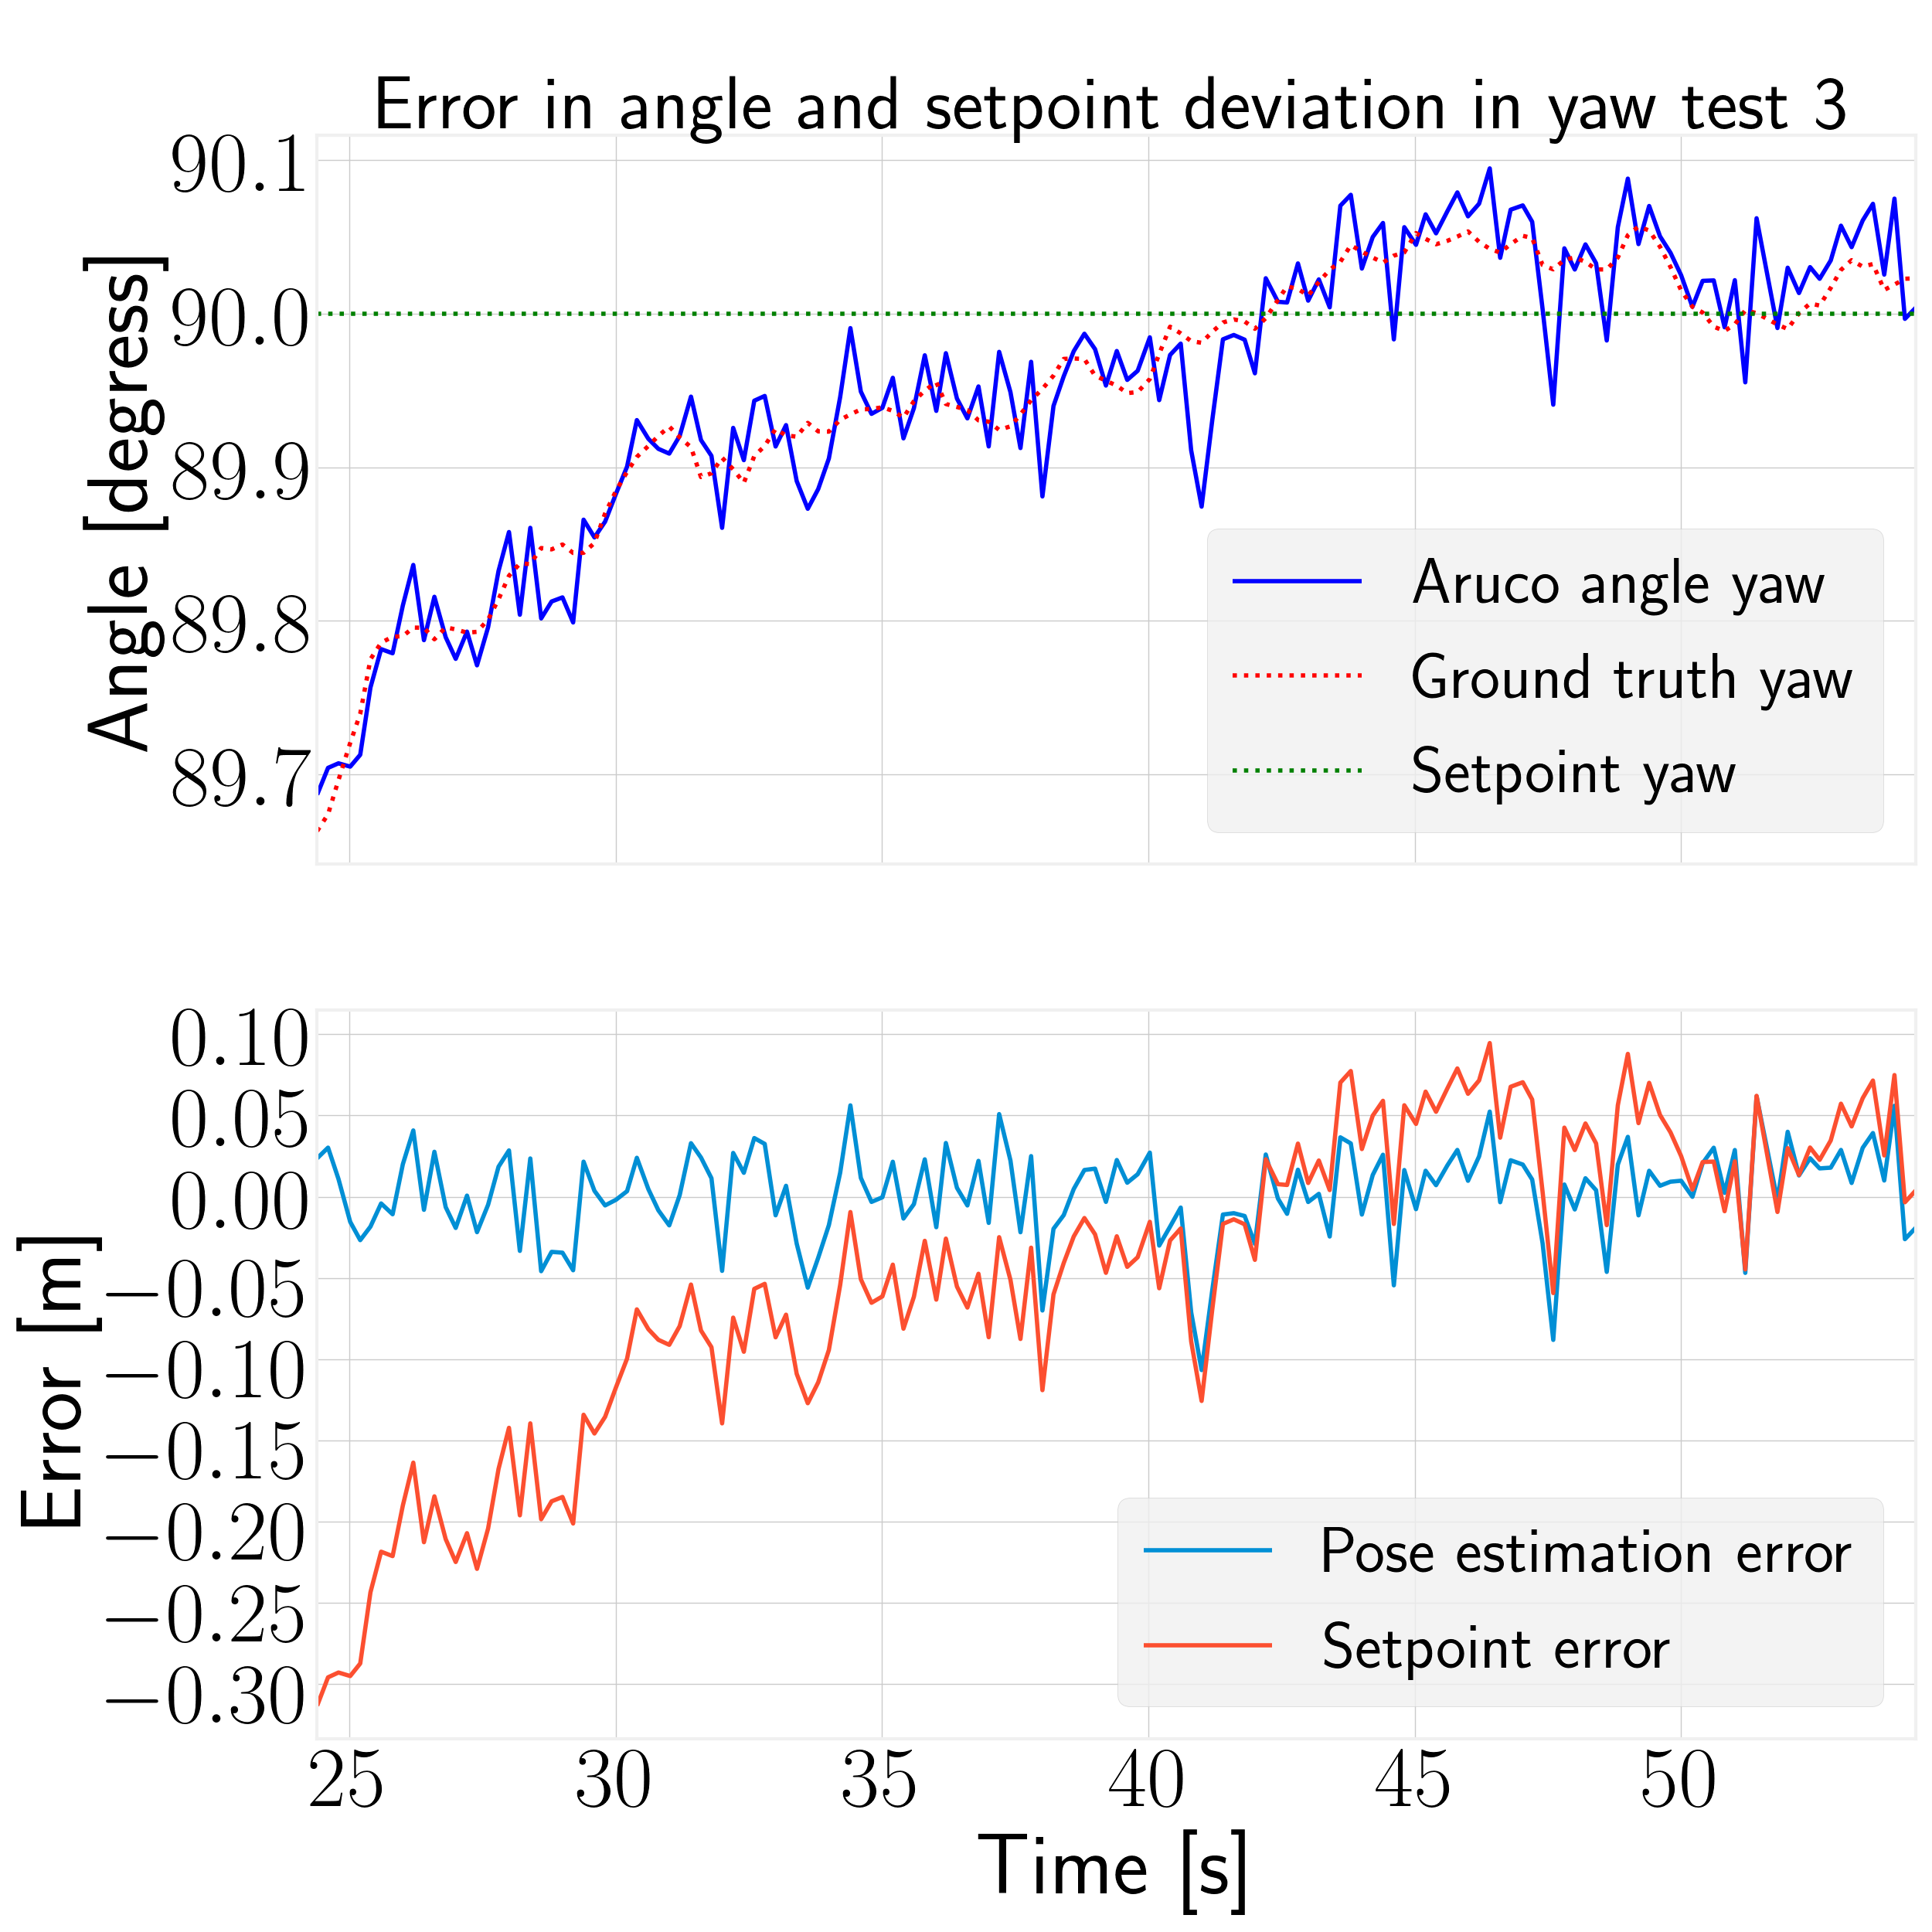 Error in angle and setpoint deviation in yaw test 3
Angle [degress]
90.1
90.0
89.9
89.8
89.7
Aruco angle yaw
Ground truth yaw
Setpoint yaw
Error [m]
0.10
0.05
0.00
−0.05
−0.10
−0.15
−0.20
−0.25
−0.30
Pose estimation error
Setpoint error
25 30 35 40 45 50
Time [s]